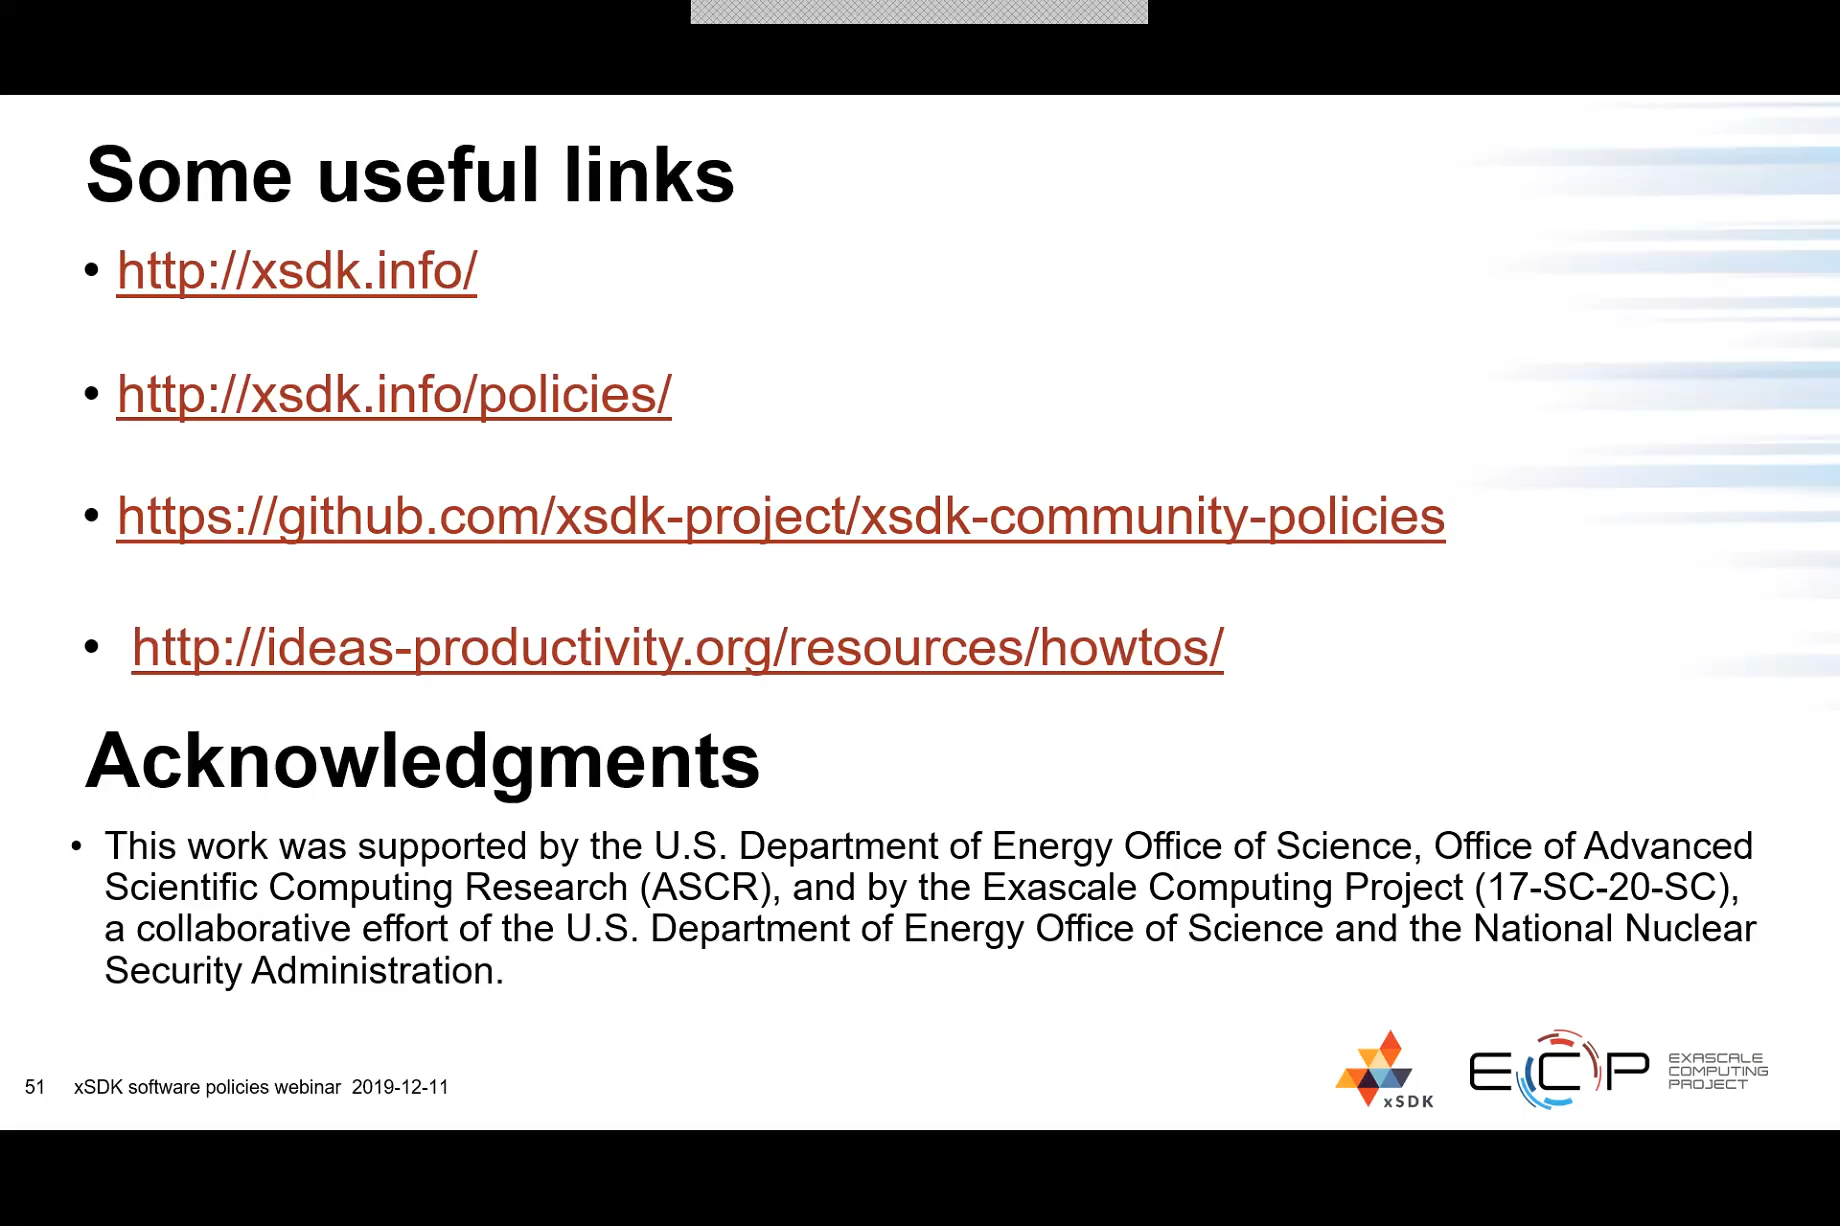 Some useful links
• http://xsdk.info/
• http://xsdk.info/policies/
• https://github.com/xsdk-project/xsdk-community-policies
• http://ideas-productivity.org/resources/howtos/
Acknowledgments
• This work was supported by the U.S. Department of Energy Office of Science, Office of Advanced
Scientific Computing Research (ASCR), and by the Exascale Computing Project (17-SC-20-SC),
a collaborative effort of the U.S. Department of Energy Office of Science and the National Nuclear
Security Administration.
51 xSDK software policies webinar 2019-12-11
xSDK
ECP
EXASCALE
COMPUTING
PROJECT